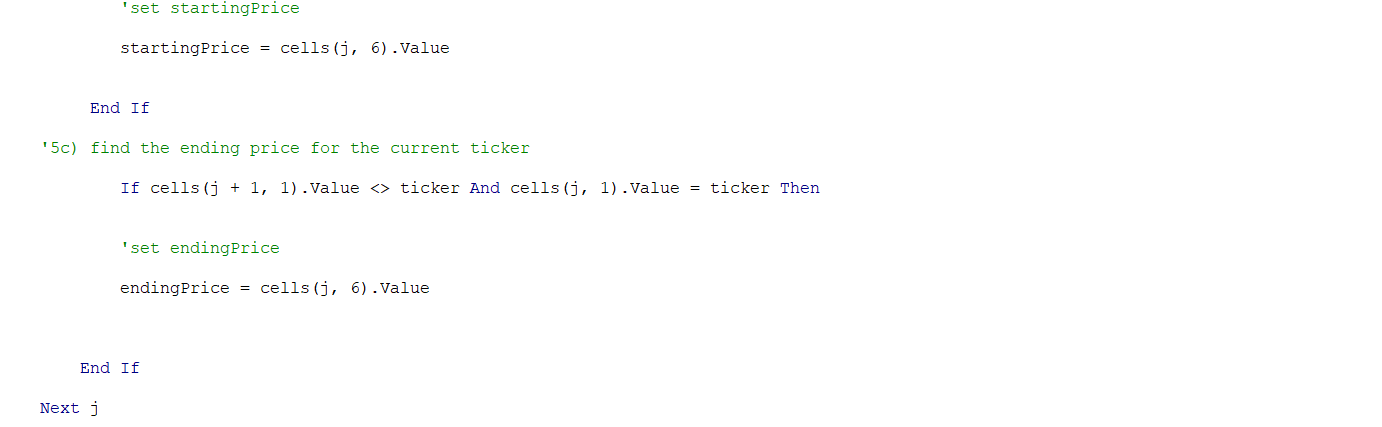 'set startingPrice
startingPrice = cells(j, 6).Value
End If
'5c) find the ending price for the current ticker
If cells(j + 1, 1).Value <> ticker And cells(j, 1).Value = ticker Then
'set endingPrice
endingPrice = cells(j, 6).Value
End If
Next j